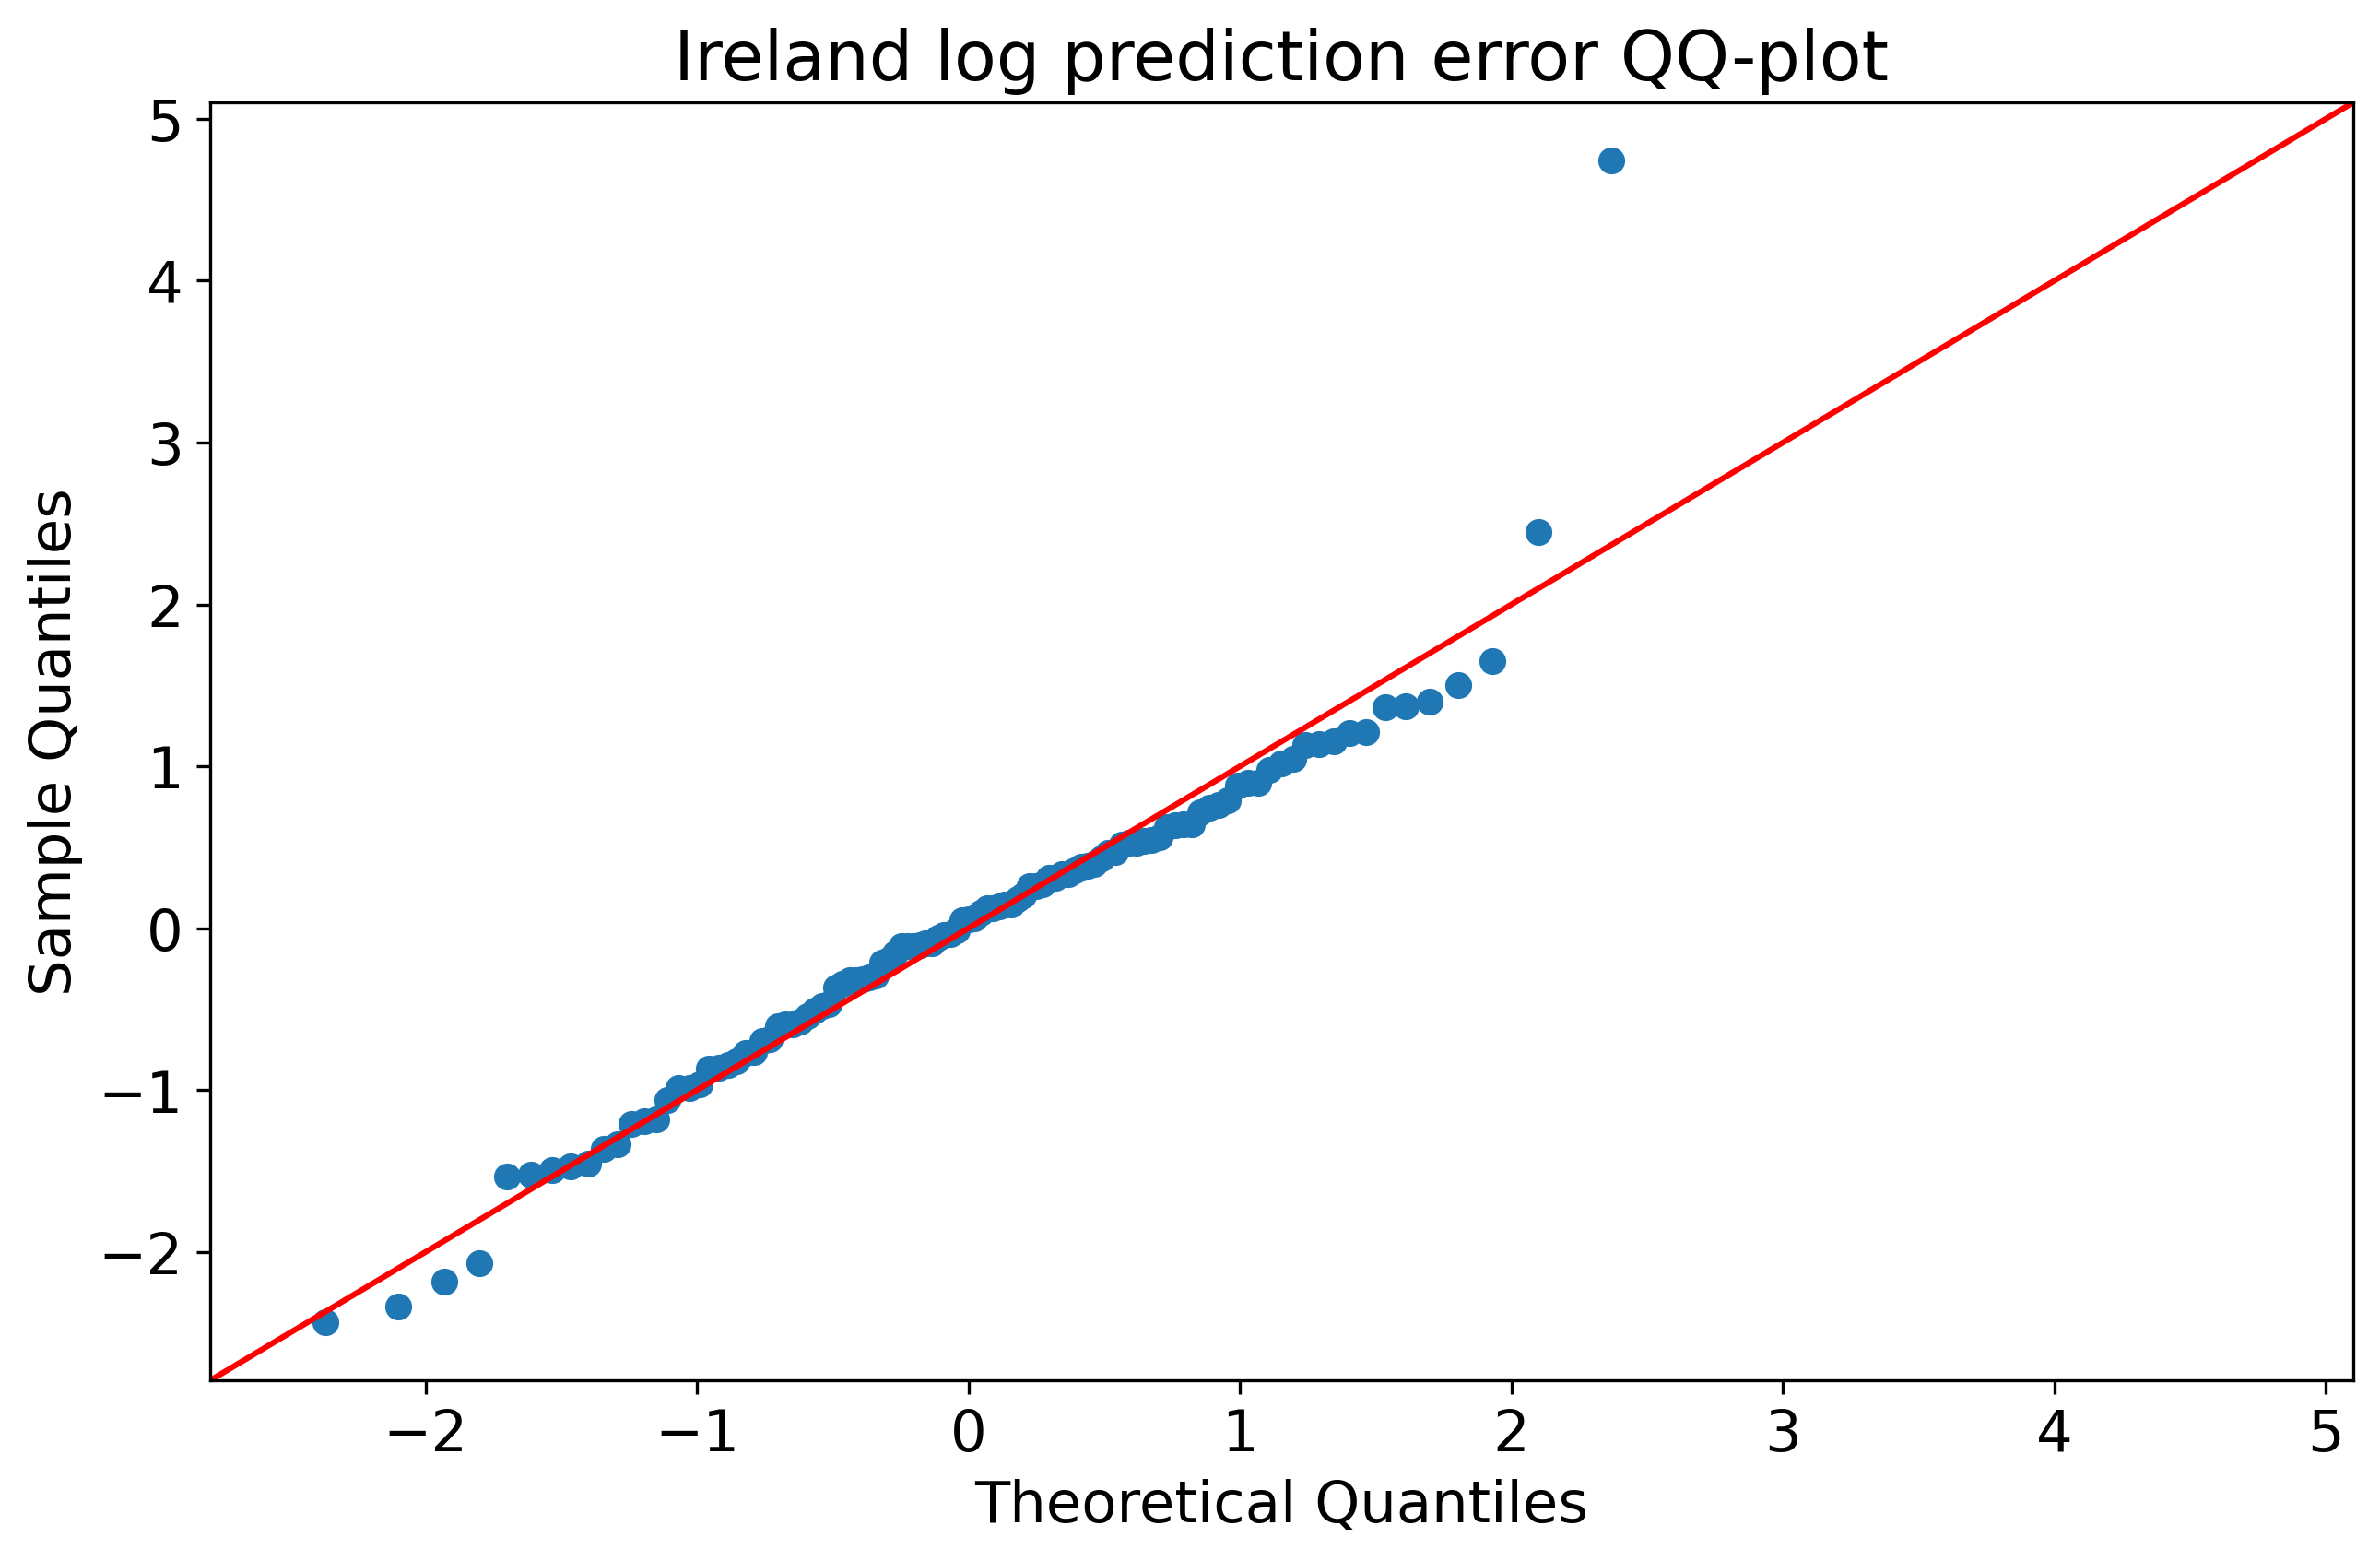 Ireland log prediction error QQ-plot
5
4
3
2
1
0
−1
−2
Sample Quantiles
−2 −1 0 1 2 3 4 5
Theoretical Quantiles